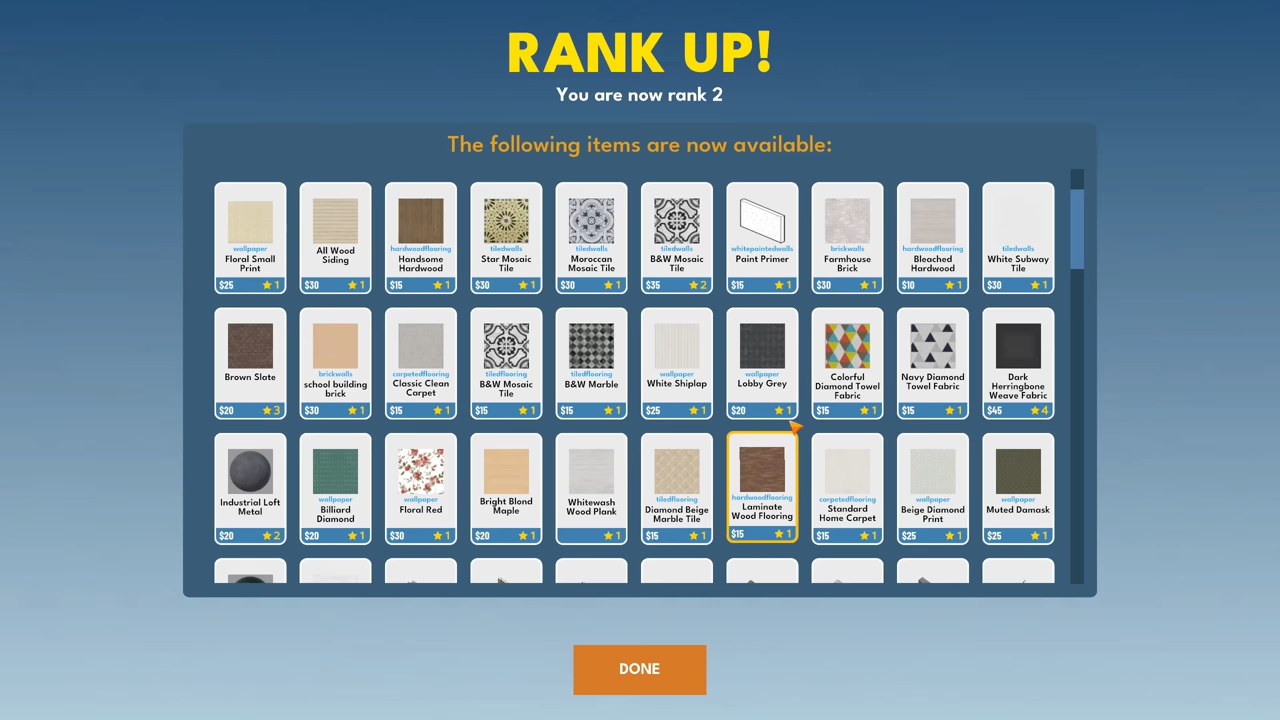 RANK UP!
You are now rank 2
The following items are now available:
wallpaper
Floral Small
Print
$25 1
All Wood
Siding
$30 1
hardwoodflooring
Handsome
Hardwood
$15 1
tiledwalls
Star Mosaic
Tile
$30 1
tiledwalls
Moroccan
Mosaic Tile
$30 1
tiledwalls
B&W Mosaic
Tile
$35 2
whitepaintedwalls
Paint Primer
$15 1
brickwalls
Farmhouse
Brick
$30 1
hardwoodflooring
Bleached
Hardwood
$10 1
tiledwalls
White Subway
Tile
$30 1
Brown Slate
$20 3
brickwalls
school building
brick
$30 1
carpetedflooring
Classic Clean
Carpet
$15 1
tiledflooring
B&W Mosaic
Tile
$15 1
tiledflooring
B&W Marble
$15 1
wallpaper
White Shiplap
$25 1
wallpaper
Lobby Grey
$20 1
Colorful
Diamond Towel
Fabric
$15 1
Navy Diamond
Towel Fabric
$15 1
Dark
Herringbone
Weave Fabric
$45 4
Industrial Loft
Metal
$20 2
wallpaper
Billiard
Diamond
$20 1
wallpaper
Floral Red
$30 1
Bright Blond
Maple
$20 1
Whitewash
Wood Plank
1
tiledflooring
Diamond Beige
Marble Tile
$15 1
hardwoodflooring
Laminate
Wood Flooring
$15 1
carpetedflooring
Standard
Home Carpet
$15 1
wallpaper
Beige Diamond
Print
$25 1
wallpaper
Muted Damask
$25 1
DONE